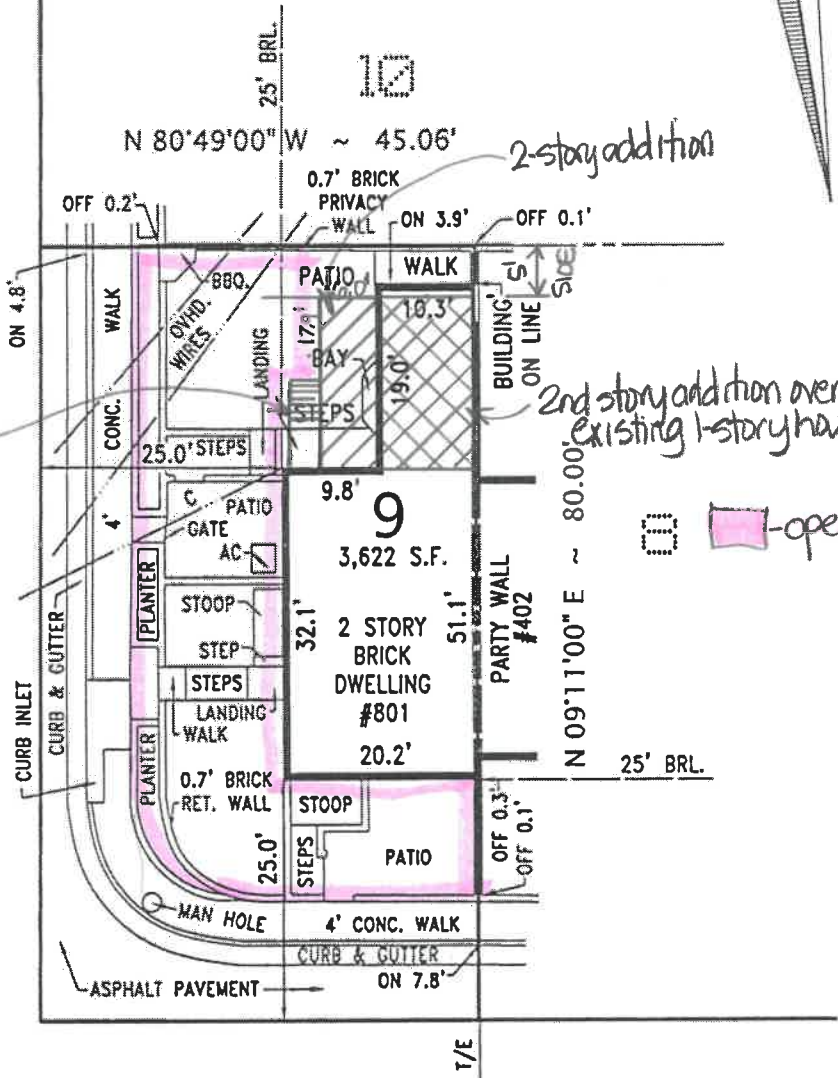 25' BRL.
10
N 80°49'00" W ~ 45.06'
2-story addition
0.7' BRICK
PRIVACY
WALL
OFF 0.2'
ON 3.9'
OFF 0.1'
ON 4.8'
WALK
BBQ.
PATIO
WALK
5'
SIDE
OVHD.
WIRES
10.3'
17.0'
LANDING
BAY
19.0'
BUILDING
ON LINE
2nd story addition over
existing 1-story
STEPS
CONC.
25.0'
STEPS
9.8'
9
3,622 S.F.
C
PATIO
GATE
AC
4'
8
PLANTER
STOOP
STEP
32.1'
2 STORY
BRICK
DWELLING
#801
51.1'
PARTY WALL
#402
N 09°11'00" E ~ 80.00'
CURB & GUTTER
CURB INLET
STEPS
LANDING
WALK
20.2'
25' BRL.
PLANTER
0.7' BRICK
RET. WALL
STOOP
STEPS
PATIO
25.0'
OFF 0.3'
OFF 0.1'
MAN HOLE
4' CONC. WALK
CURB & GUTTER
ON 7.8'
ASPHALT PAVEMENT
T/E